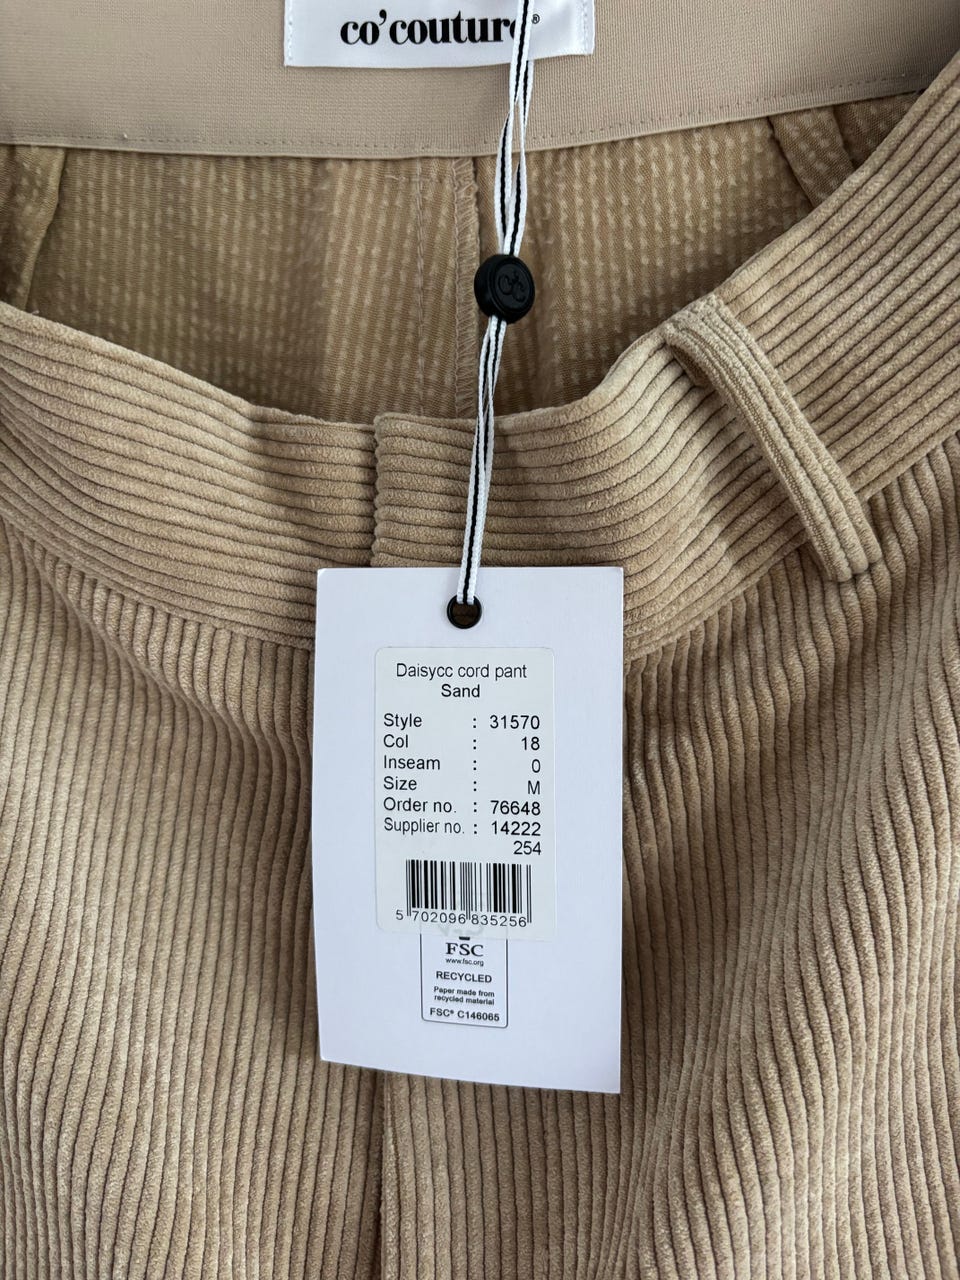 co'couture®
Daisycc cord pant
Sand
Style : 31570
Col : 18
Inseam : 0
Size : M
Order no. : 76648
Supplier no. : 14222
254
5 702096 835256
FSC
www.fsc.org
RECYCLED
Paper made from
recycled material
FSC® C146065